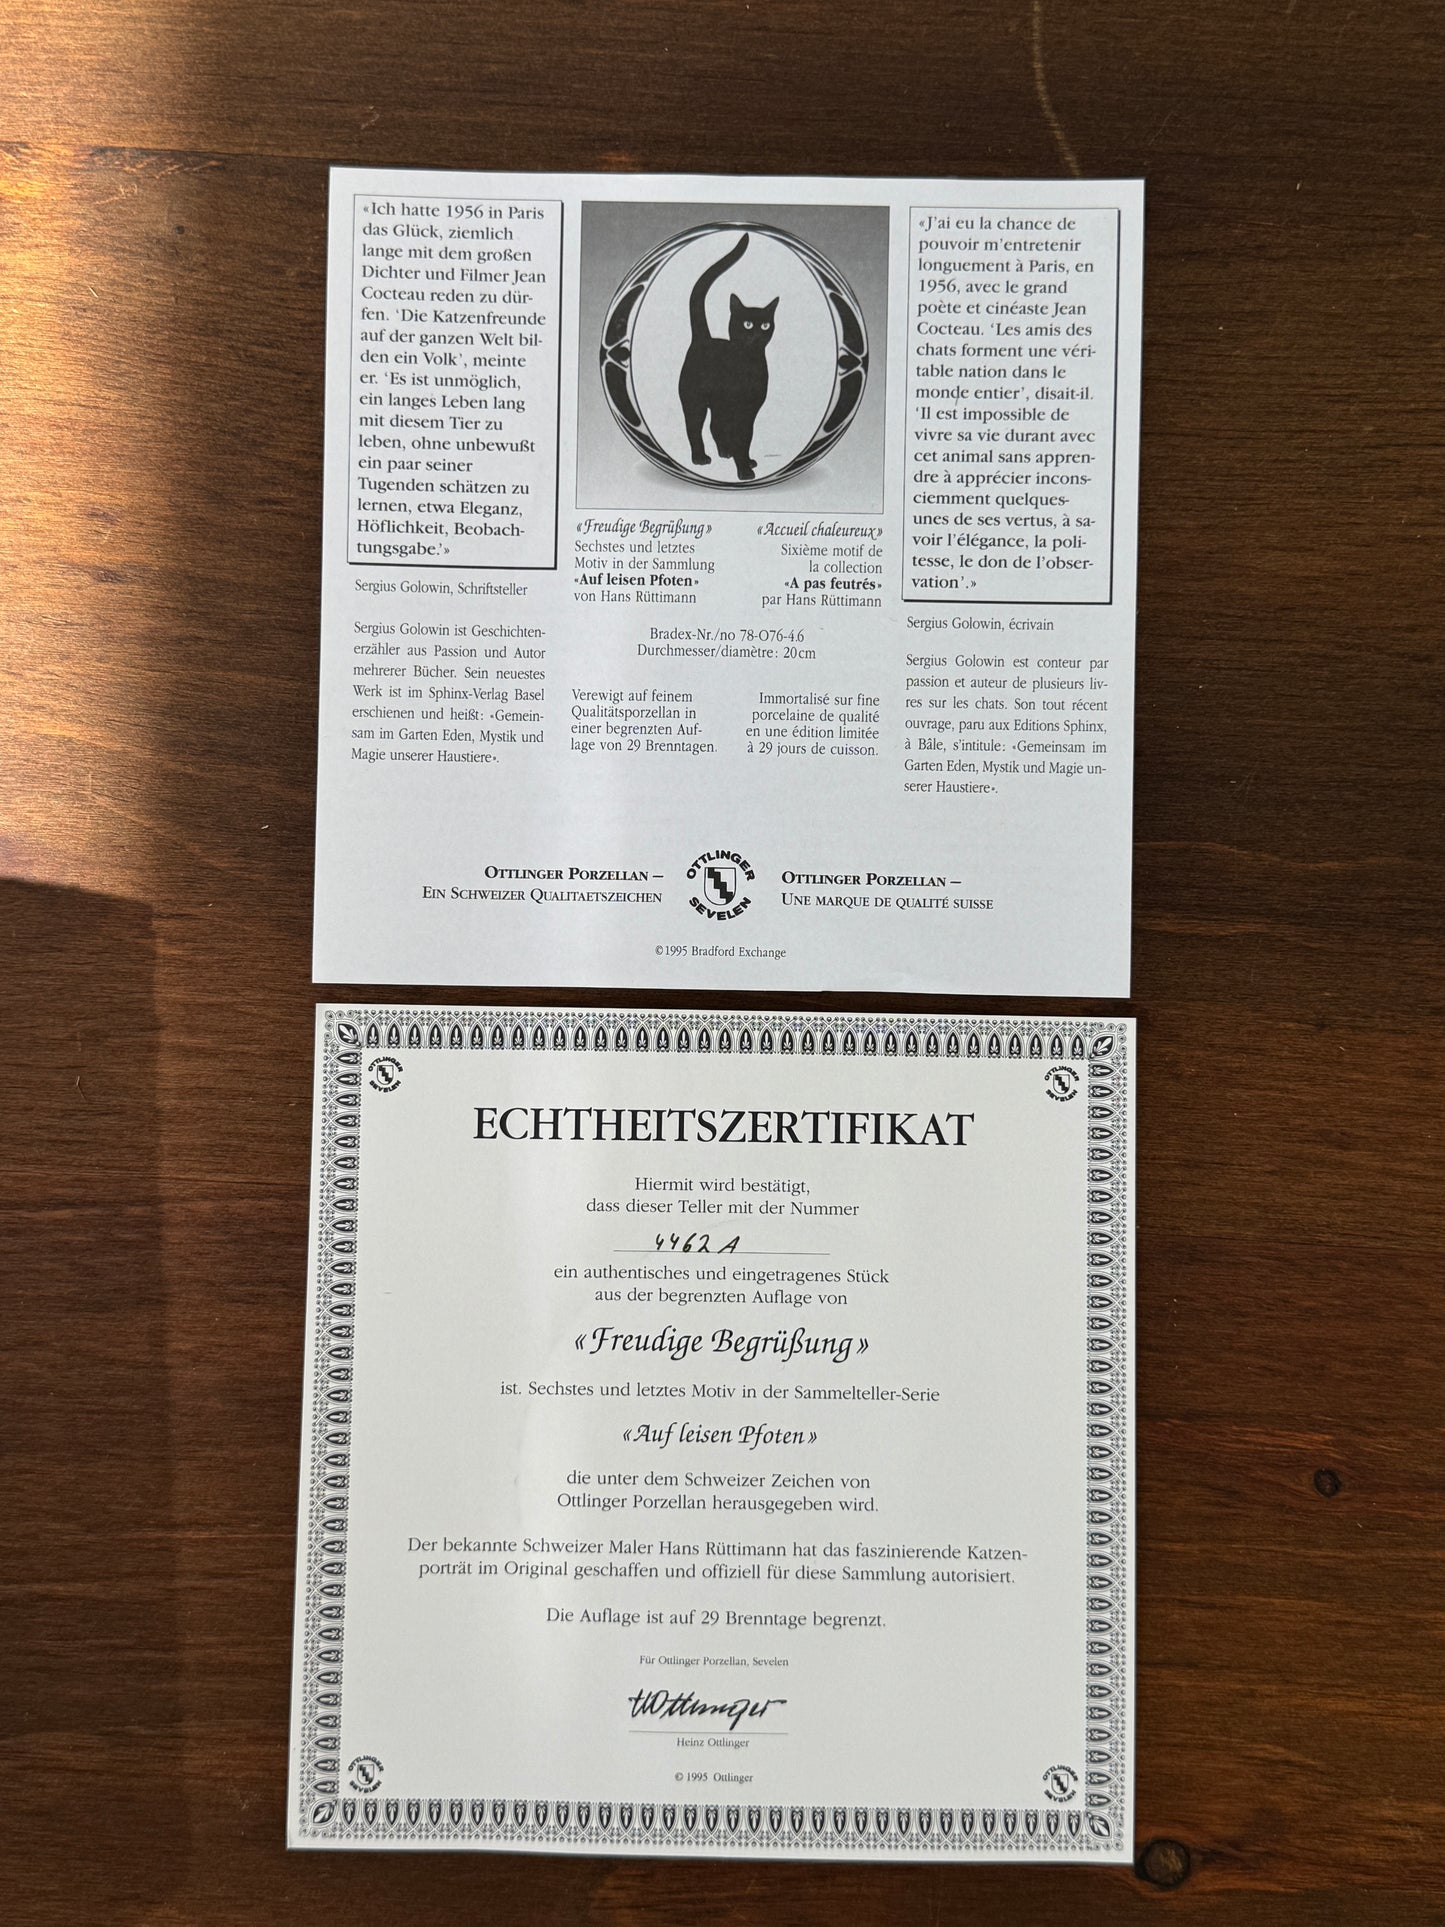 «Ich hatte 1956 in Paris
das Glück, ziemlich
lange mit dem großen
Dichter und Filmer Jean
Cocteau reden zu dür-
fen. ‘Die Katzenfreunde
auf der ganzen Welt bil-
den ein Volk’, meinte
er. ‘Es ist unmöglich,
ein langes Leben lang
mit diesem Tier zu
leben, ohne unbewußt
ein paar seiner
Tugenden schätzen zu
lernen, etwa Eleganz,
Höflichkeit, Beobach-
tungsgabe.’»
Sergius Golowin, Schriftsteller
Sergius Golowin ist Geschichten-
erzähler aus Passion und Autor
mehrerer Bücher. Sein neuestes
Werk ist im Sphinx-Verlag Basel
erschienen und heißt: «Gemein-
sam im Garten Eden, Mystik und
Magie unserer Haustiere».
«Freudige Begrüßung»
Sechstes und letztes
Motiv in der Sammlung
«Auf leisen Pfoten»
von Hans Rüttimann
«Accueil chaleureux»
Sixième motif de
la collection
«A pas feutrés»
par Hans Rüttimann
Bradex-Nr./no 78-O76-4.6
Durchmesser/diamètre: 20cm
Verewigt auf feinem
Qualitätsporzellan in
einer begrenzten Auf-
lage von 29 Brenntagen.
Immortalisé sur fine
porcelaine de qualité
en une édition limitée
à 29 jours de cuisson.
«J’ai eu la chance de
pouvoir m’entretenir
longuement à Paris, en
1956, avec le grand
poète et cinéaste Jean
Cocteau. ‘Les amis des
chats forment une véri-
table nation dans le
monde entier’, disait-il.
‘Il est impossible de
vivre sa vie durant avec
cet animal sans appren-
dre à apprécier incons-
ciemment quelques-
unes de ses vertus, à sa-
voir l’élégance, la poli-
tesse, le don de l’obser-
vation’.»
Sergius Golowin, écrivain
Sergius Golowin est conteur par
passion et auteur de plusieurs liv-
res sur les chats. Son tout récent
ouvrage, paru aux Editions Sphinx,
à Bâle, s’intitule: «Gemeinsam im
Garten Eden, Mystik und Magie un-
serer Haustiere».
OTTLINGER PORZELLAN –
EIN SCHWEIZER QUALITAETSZEICHEN
OTTLINGER
SEVELEN
OTTLINGER PORZELLAN –
UNE MARQUE DE QUALITÉ SUISSE
©1995 Bradford Exchange
OTTLINGER
SEVELEN
OTTLINGER
SEVELEN
ECHTHEITSZERTIFIKAT
Hiermit wird bestätigt,
dass dieser Teller mit der Nummer
4462 A
ein authentisches und eingetragenes Stück
aus der begrenzten Auflage von
«Freudige Begrüßung»
ist. Sechstes und letztes Motiv in der Sammelteller-Serie
«Auf leisen Pfoten»
die unter dem Schweizer Zeichen von
Ottlinger Porzellan herausgegeben wird.
Der bekannte Schweizer Maler Hans Rüttimann hat das faszinierende Katzen-
porträt im Original geschaffen und offiziell für diese Sammlung autorisiert.
Die Auflage ist auf 29 Brenntage begrenzt.
Für Ottlinger Porzellan, Sevelen
HOttlinger
Heinz Ottlinger
© 1995 Ottlinger
OTTLINGER
SEVELEN
OTTLINGER
SEVELEN